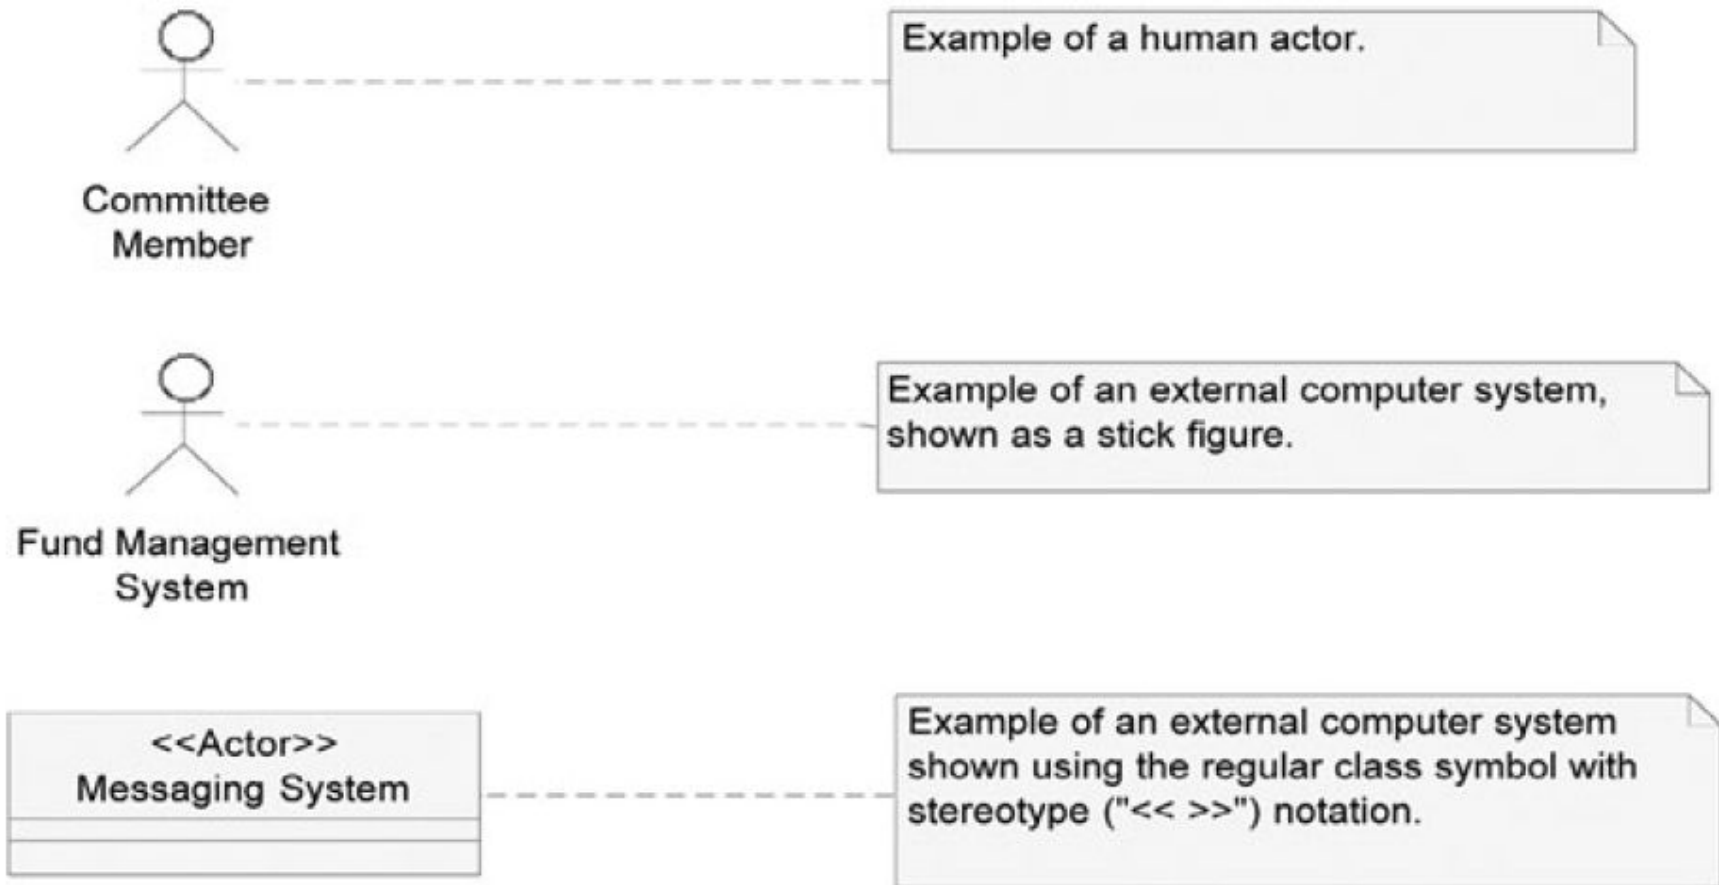 Example of a human actor.
Committee
Member
Example of an external computer system,
shown as a stick figure.
Fund Management
System
<<Actor>>
Messaging System
Example of an external computer system
shown using the regular class symbol with
stereotype ("<< >>") notation.